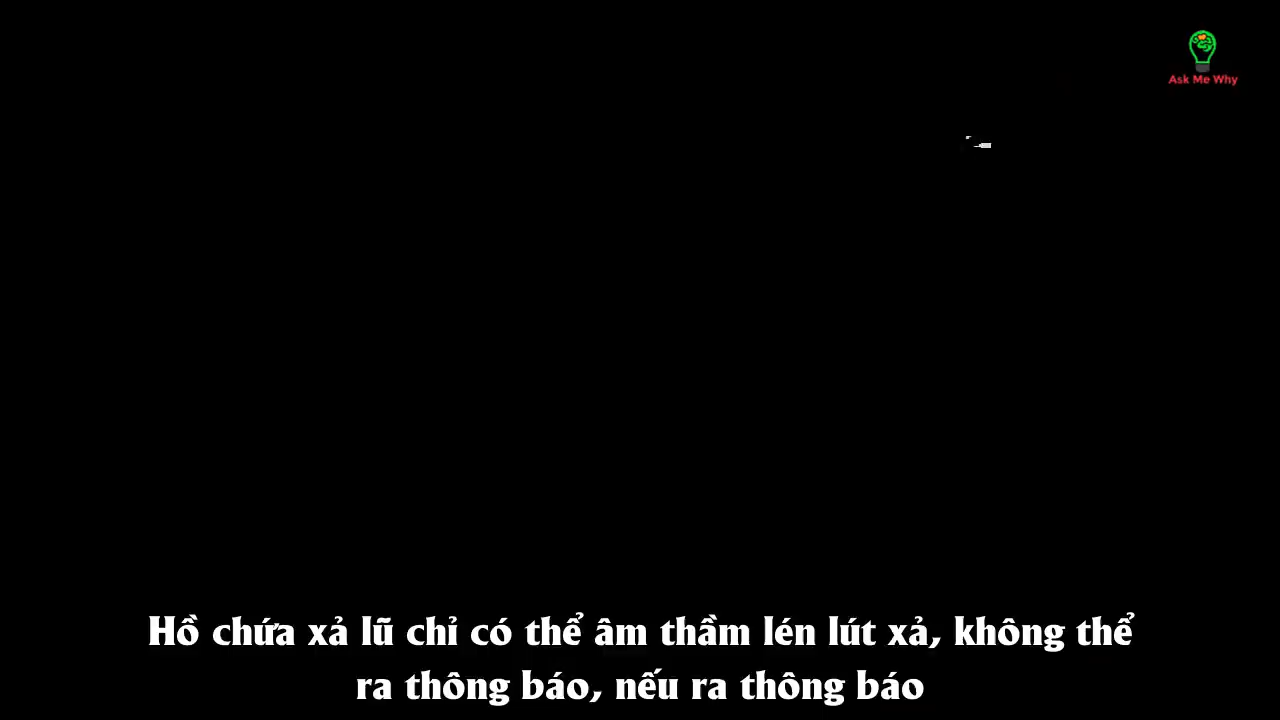 Ask Me Why
Hồ chứa xả lũ chỉ có thể âm thầm lén lút xả, không thể
ra thông báo, nếu ra thông báo